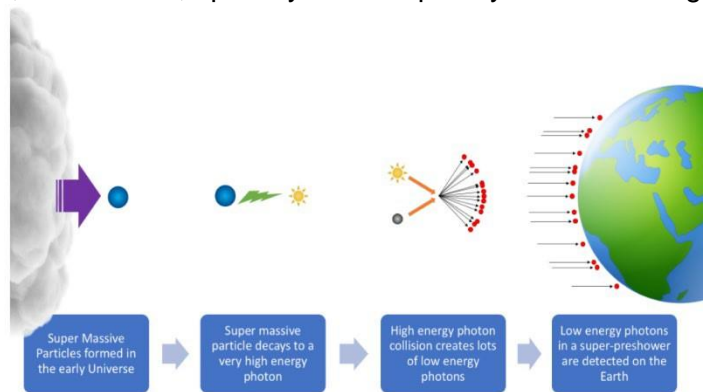 Super Massive
Particles formed in
the early Universe
Super massive
particle decays to a
very high energy
photon
High energy photon
collision creates lots
of low energy
photons
Low energy photons
in a super-preshower
are detected on the
Earth